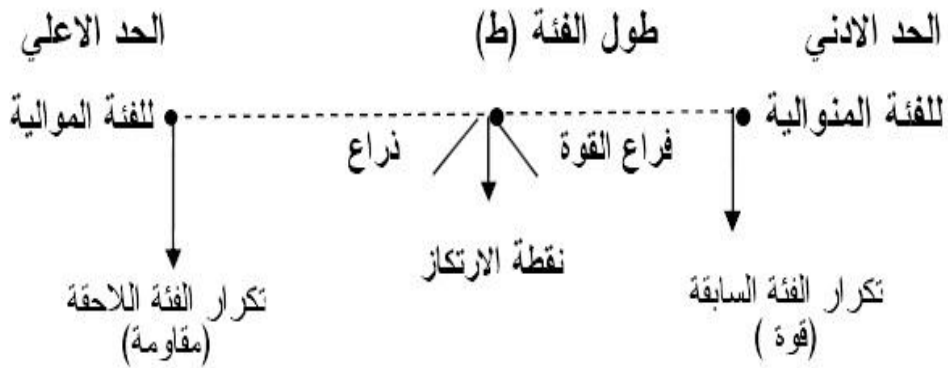 الحد الادني
طول الفئة (ط)
الحد الاعلي
للفئة المنوالية
للفئة الموالية
فراع القوة
ذراع
نقطة الارتكاز
تكرار الفئة السابقة
(قوة )
تكرار الفئة اللاحقة
(مقاومة)